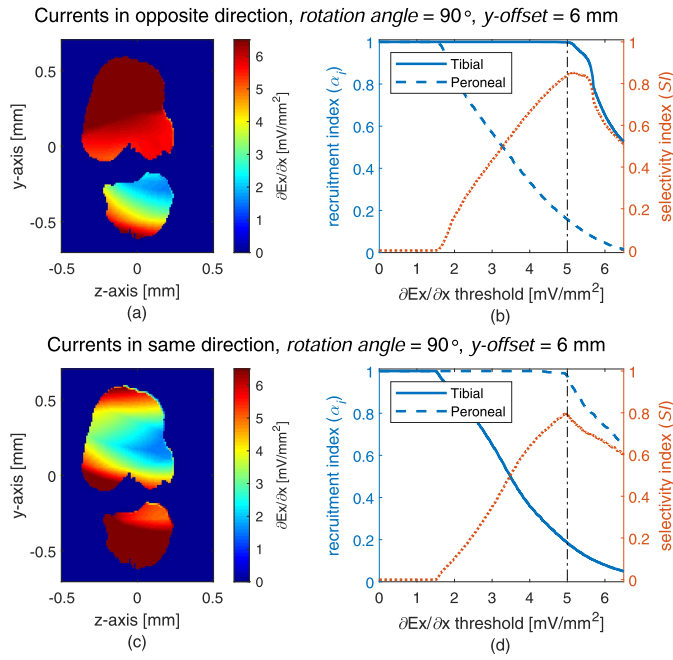 Currents in opposite direction, rotation angle = 90°, y-offset = 6 mm
y-axis [mm]
0.5
0
-0.5
-0.5 0 0.5
z-axis [mm]
(a)
6
5
4
3
2
1
0
∂Ex/∂x [mV/mm²]
recruitment index (αᵢ)
1
0.8
0.6
0.4
0.2
0
Tibial
Peroneal
0 1 2 3 4 5 6
∂Ex/∂x threshold [mV/mm²]
(b)
1
0.8
0.6
0.4
0.2
0
selectivity index (SI)
Currents in same direction, rotation angle = 90°, y-offset = 6 mm
y-axis [mm]
0.5
0
-0.5
-0.5 0 0.5
z-axis [mm]
(c)
6
5
4
3
2
1
0
∂Ex/∂x [mV/mm²]
recruitment index (αᵢ)
1
0.8
0.6
0.4
0.2
0
Tibial
Peroneal
0 1 2 3 4 5 6
∂Ex/∂x threshold [mV/mm²]
(d)
1
0.8
0.6
0.4
0.2
0
selectivity index (SI)